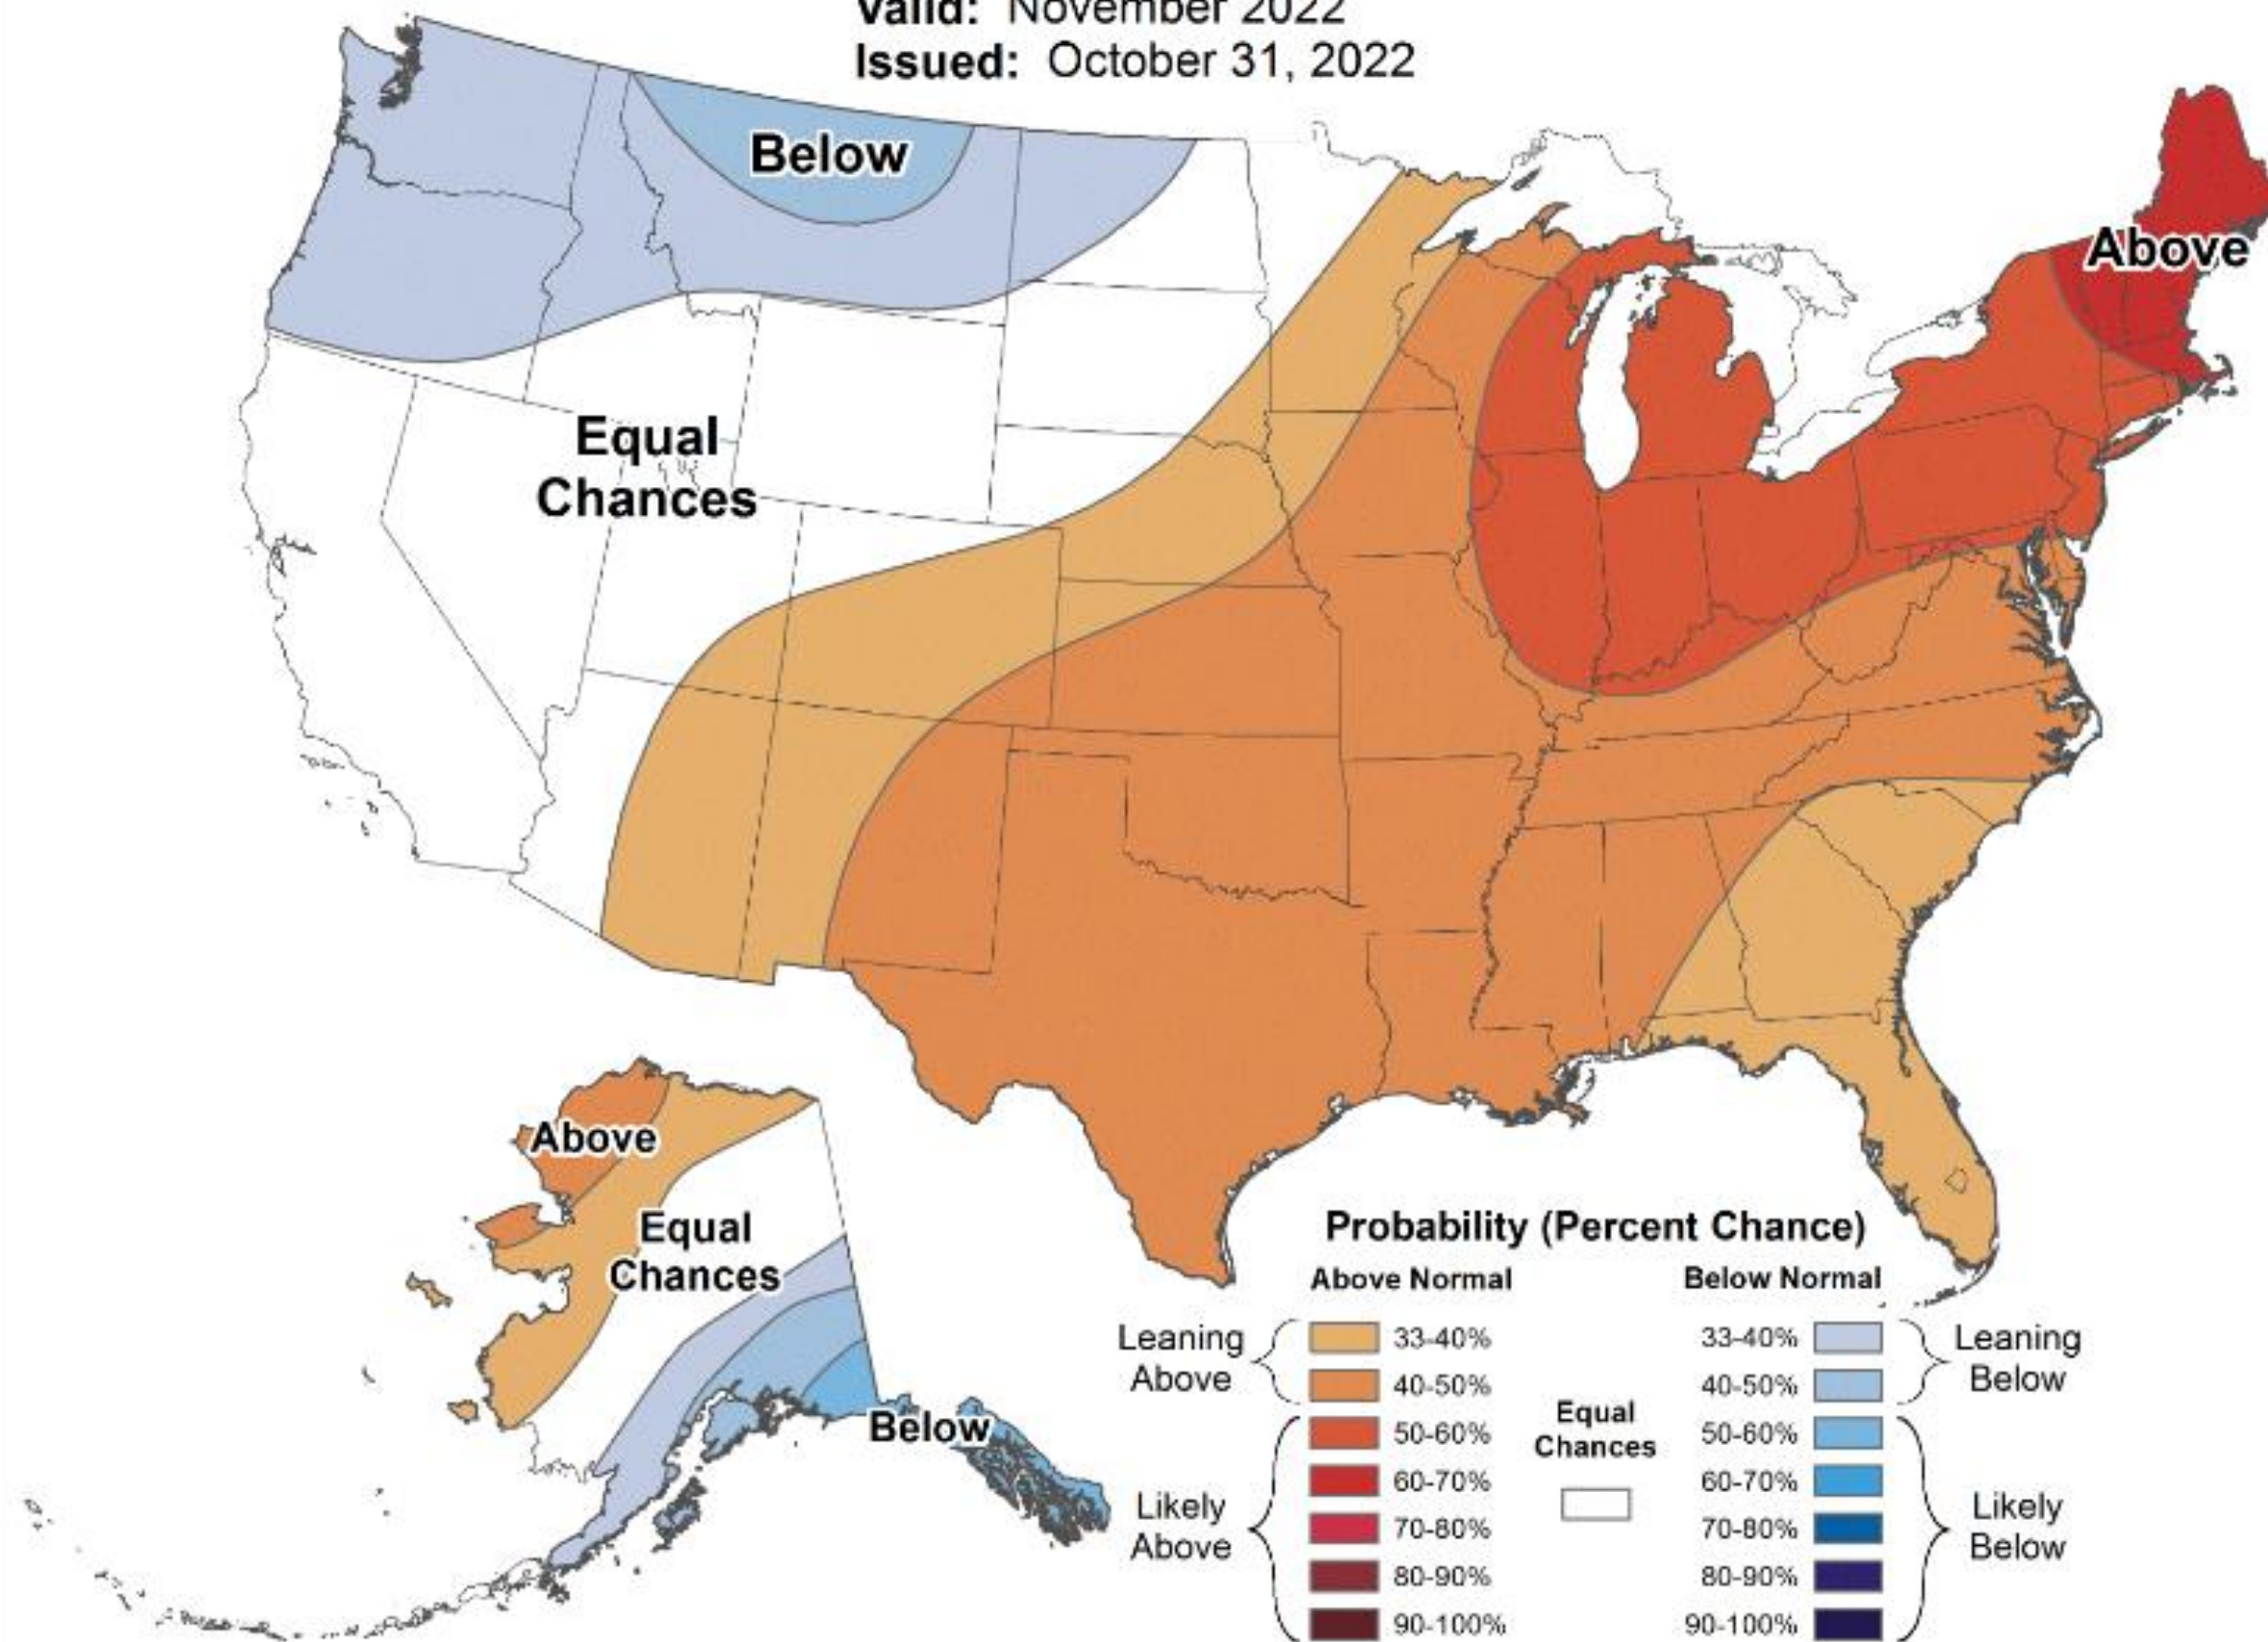 Valid: November 2022
Issued: October 31, 2022
Below
Above
Equal
Chances
Above
Equal
Chances
Below
Probability (Percent Chance)
Above Normal
Below Normal
Leaning
Above
33-40%
40-50%
Likely
Above
50-60%
60-70%
70-80%
80-90%
90-100%
Equal
Chances
33-40%
40-50%
Leaning
Below
50-60%
60-70%
70-80%
80-90%
90-100%
Likely
Below